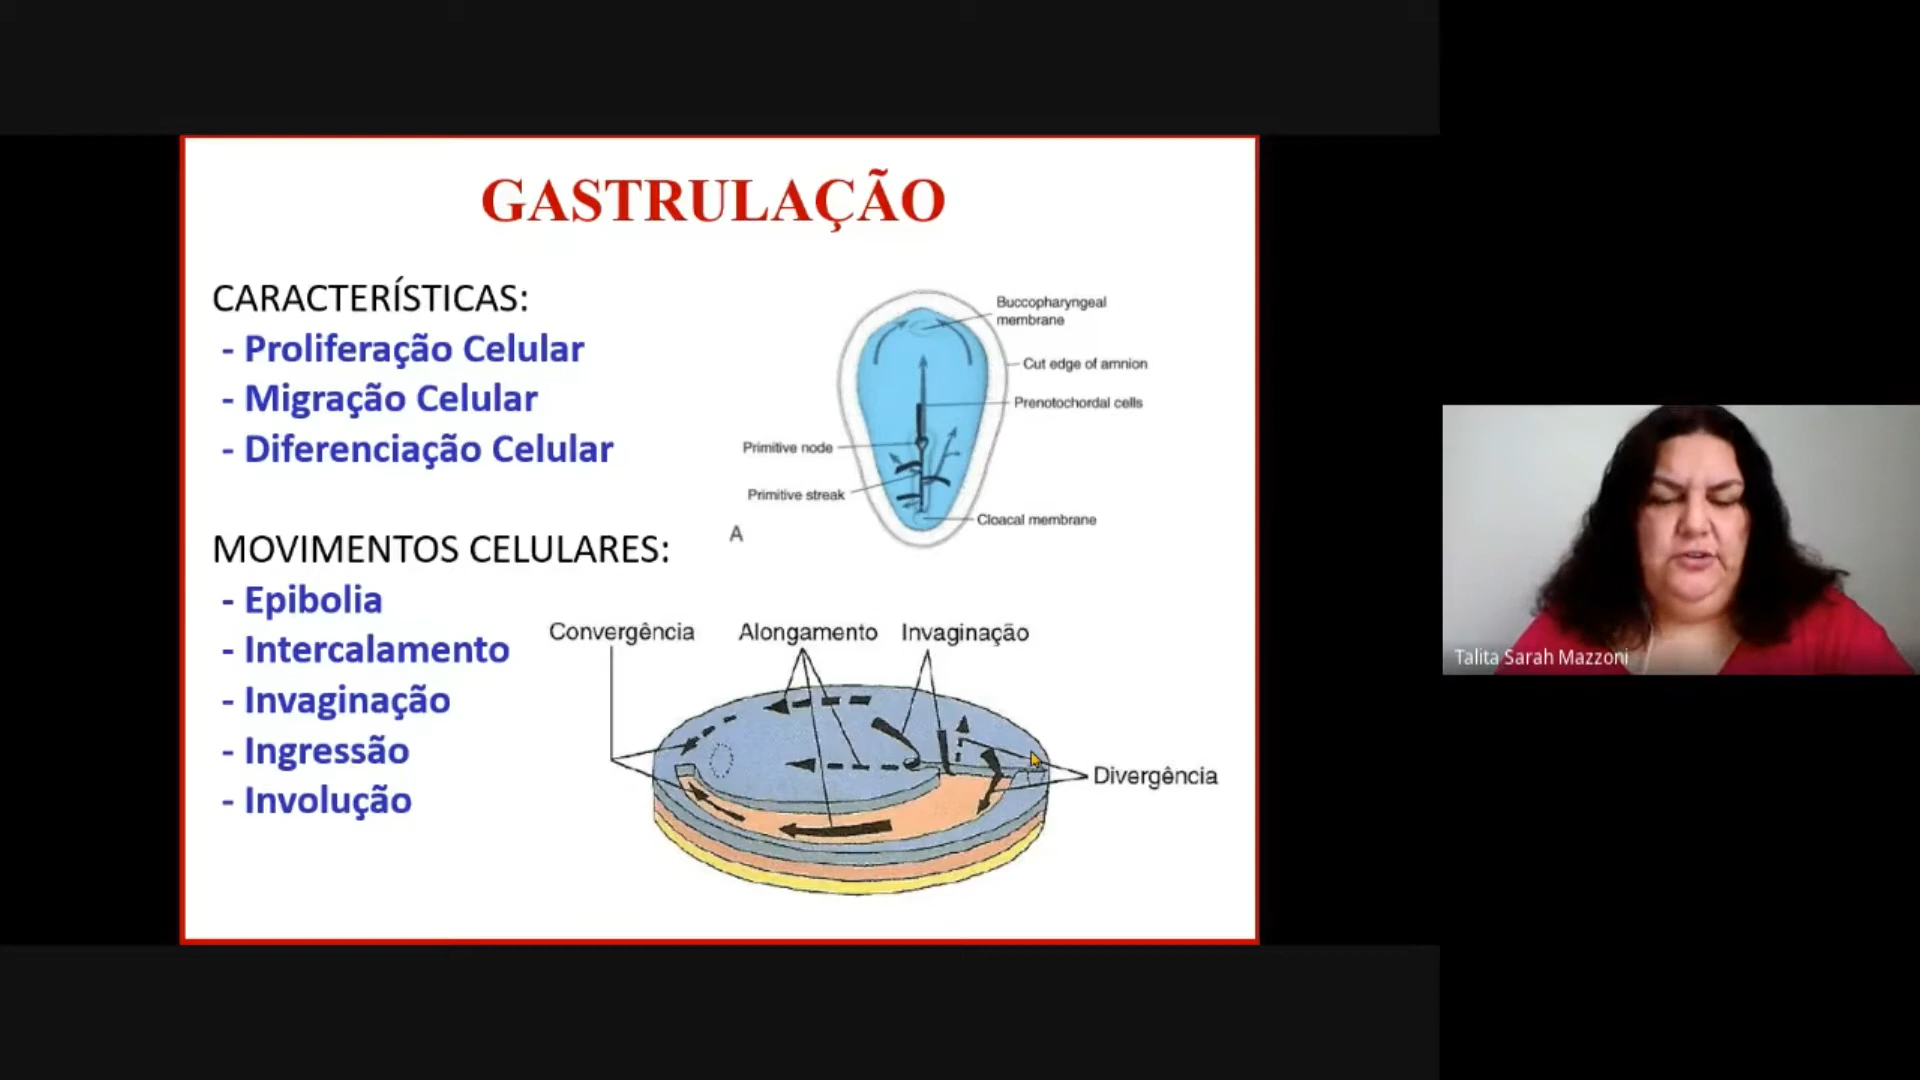 GASTRULAÇÃO
CARACTERÍSTICAS:
- Proliferação Celular
- Migração Celular
- Diferenciação Celular
MOVIMENTOS CELULARES:
- Epibolia
- Intercalamento
- Invaginação
- Ingressão
- Involução
Buccopharyngeal
membrane
Cut edge of amnion
Prenotochordal cells
Primitive node
Primitive streak
Cloacal membrane
A
Convergência
Alongamento
Invaginação
Divergência
Talita Sarah Mazzoni